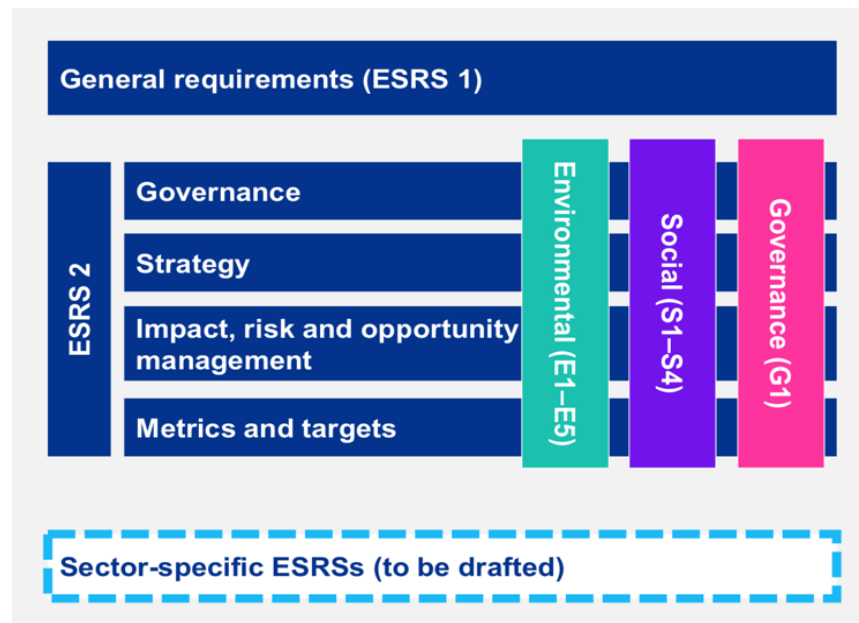 General requirements (ESRS 1)
ESRS 2
Governance
Strategy
Impact, risk and opportunity
management
Metrics and targets
Environmental (E1–E5)
Social (S1–S4)
Governance (G1)
Sector-specific ESRSs (to be drafted)